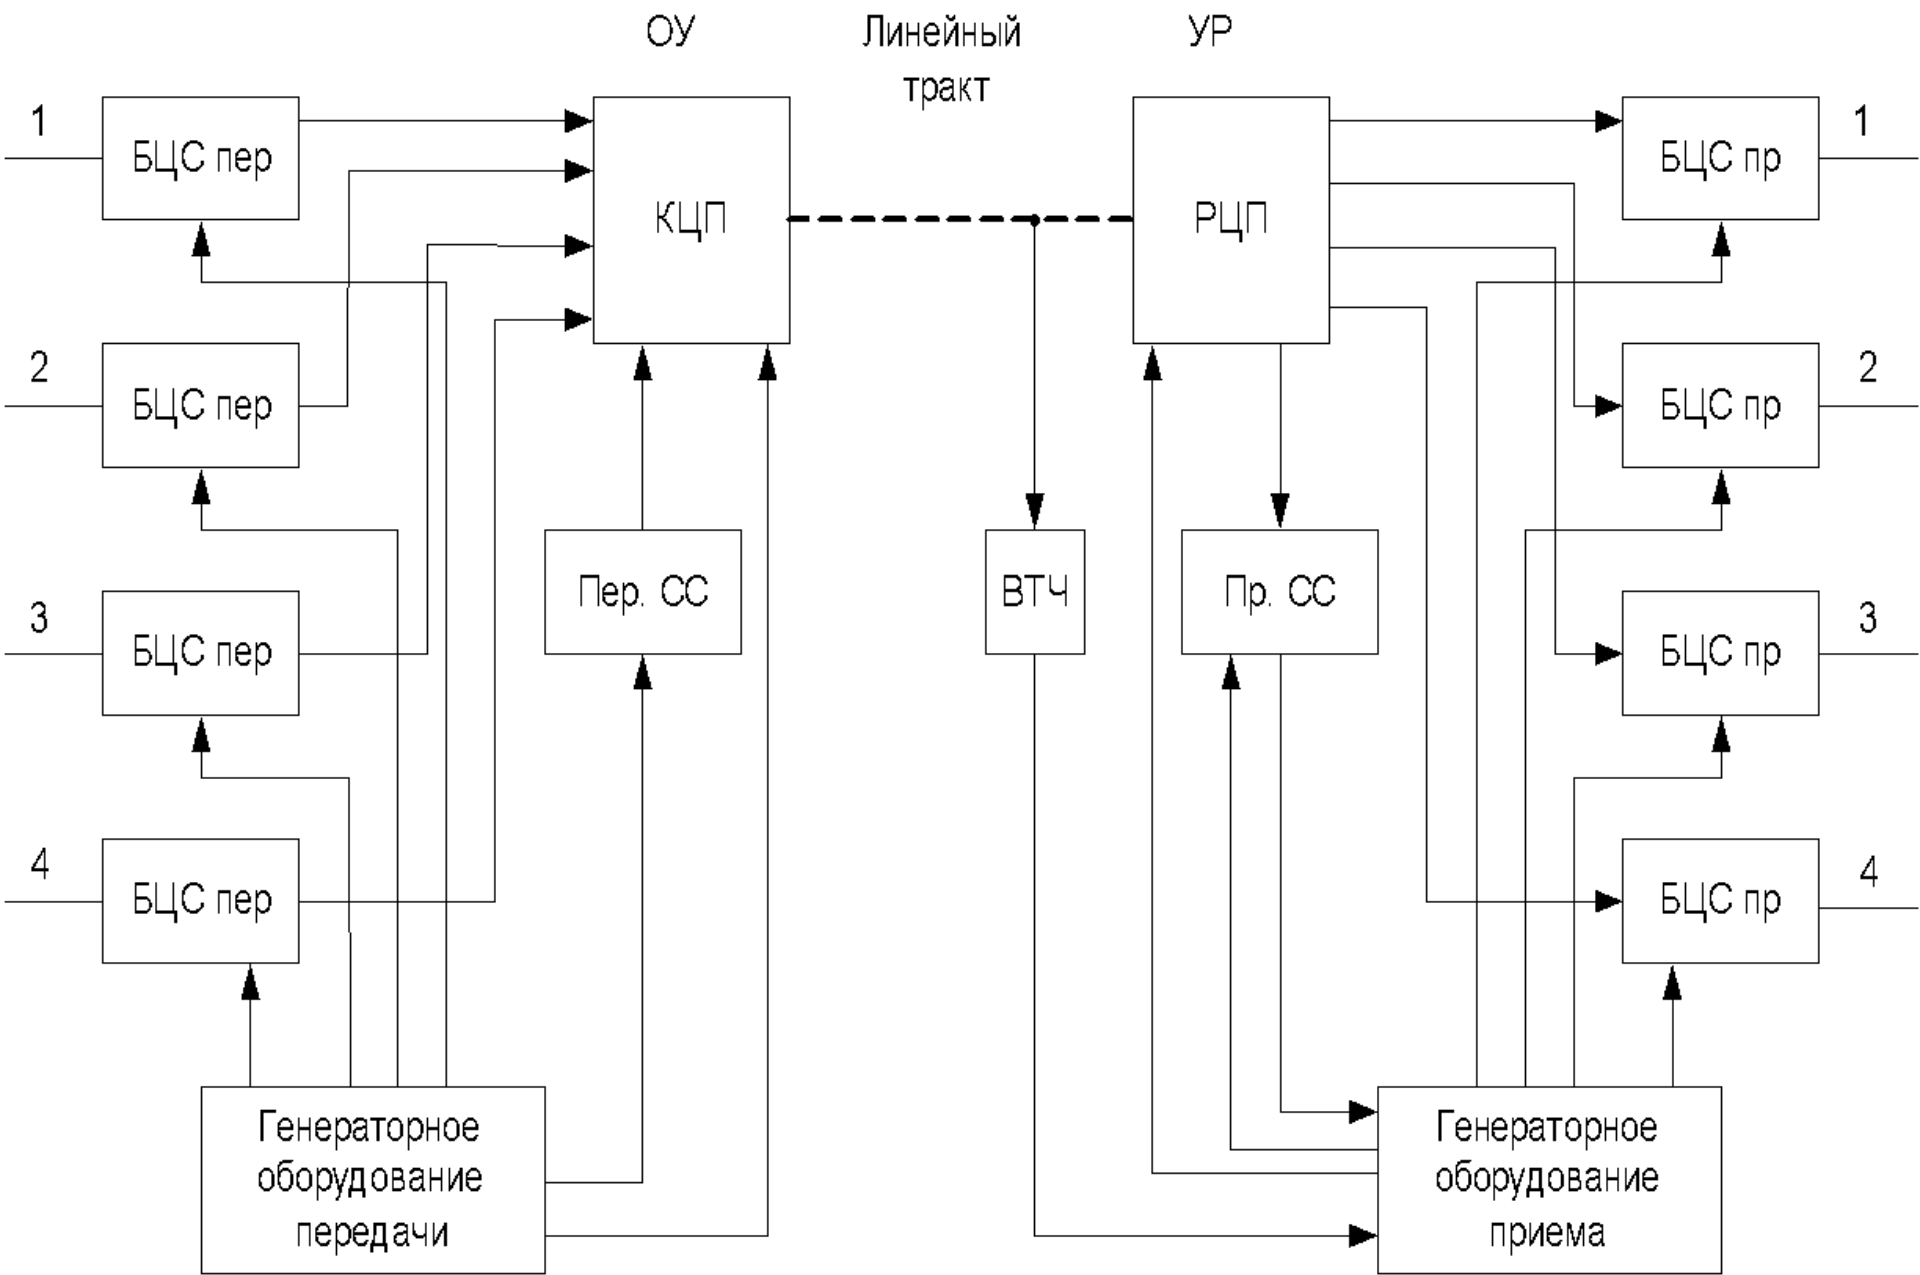 ОУ
Линейный
тракт
УР
1
БЦС пер
КЦП
РЦП
БЦС пр
1
2
БЦС пер
БЦС пр
2
3
БЦС пер
Пер. СС
ВТЧ
Пр. СС
БЦС пр
3
4
БЦС пер
БЦС пр
4
Генераторное
оборудование
передачи
Генераторное
оборудование
приема